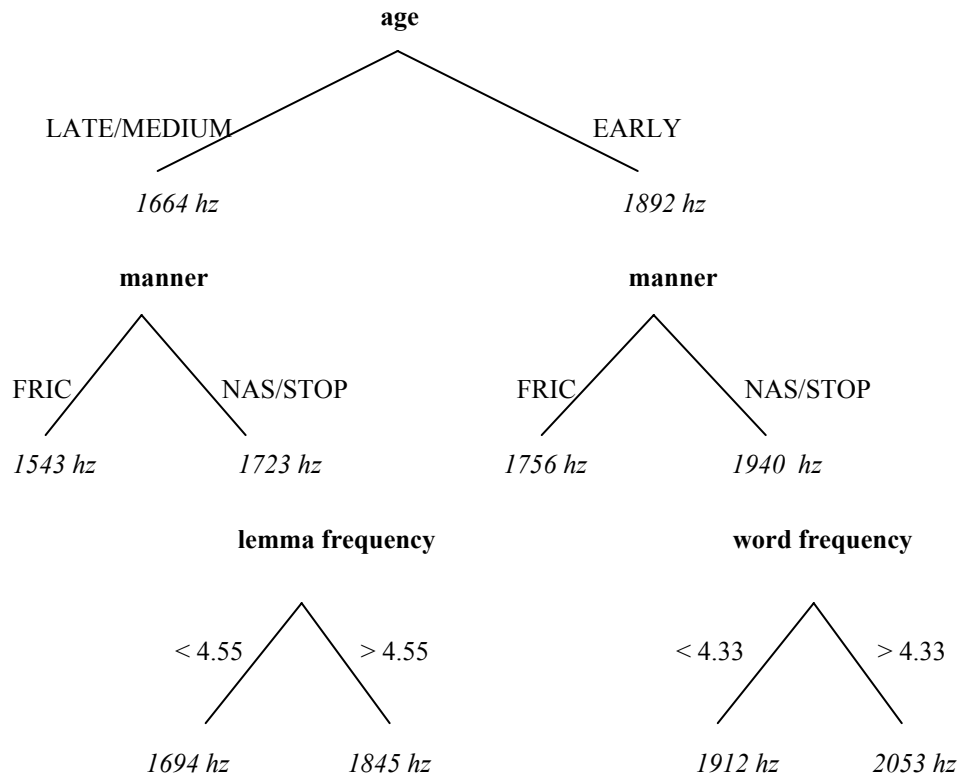 age
LATE/MEDIUM EARLY
1664 hz 1892 hz
manner manner
FRIC NAS/STOP FRIC NAS/STOP
1543 hz 1723 hz 1756 hz 1940 hz
lemma frequency word frequency
< 4.55 > 4.55 < 4.33 > 4.33
1694 hz 1845 hz 1912 hz 2053 hz